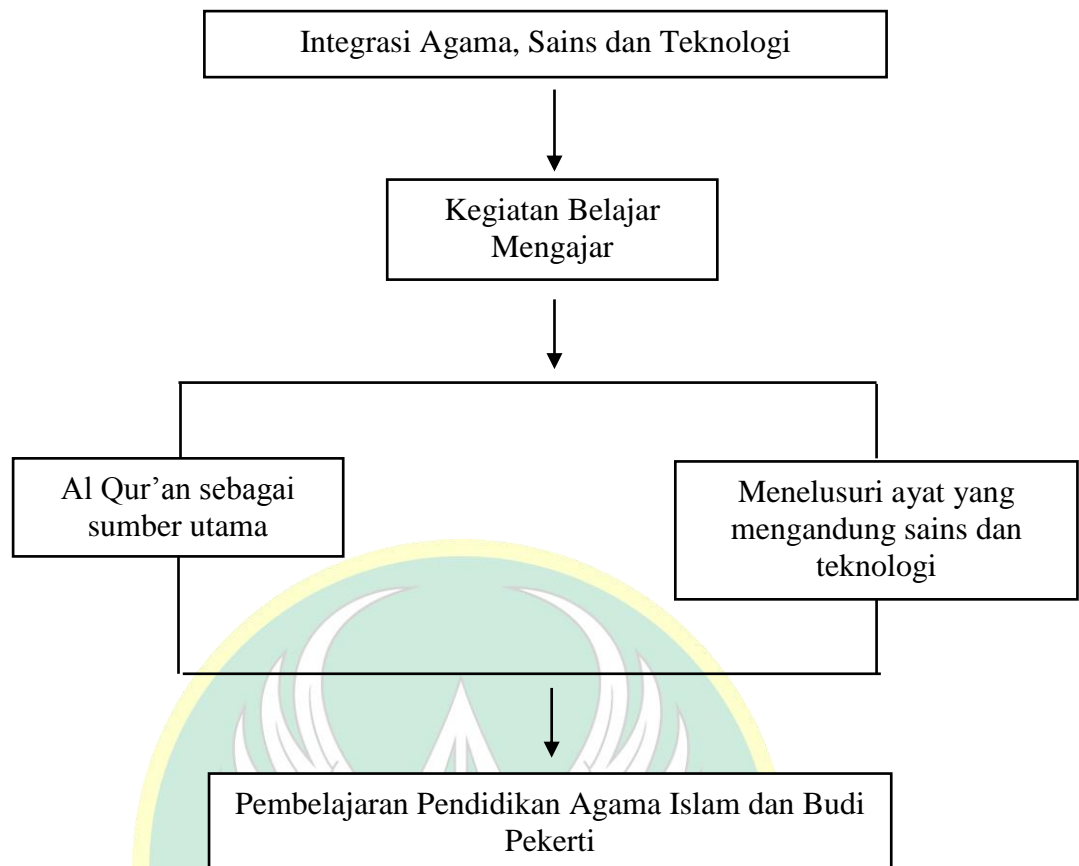 Integrasi Agama, Sains dan Teknologi
Kegiatan Belajar
Mengajar
Al Qur’an sebagai
sumber utama
Menelusuri ayat yang
mengandung sains dan
teknologi
Pembelajaran Pendidikan Agama Islam dan Budi
Pekerti